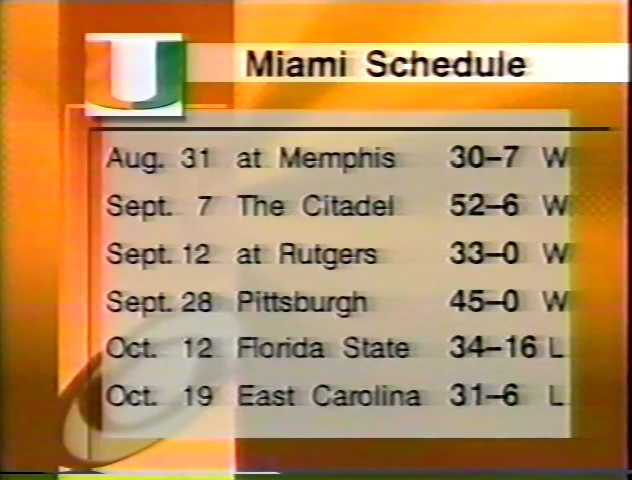 Miami Schedule
Aug. 31 at Memphis 30–7 W
Sept. 7 The Citadel 52–6 W
Sept. 12 at Rutgers 33–0 W
Sept. 28 Pittsburgh 45–0 W
Oct. 12 Florida State 34–16 L
Oct. 19 East Carolina 31–6 L